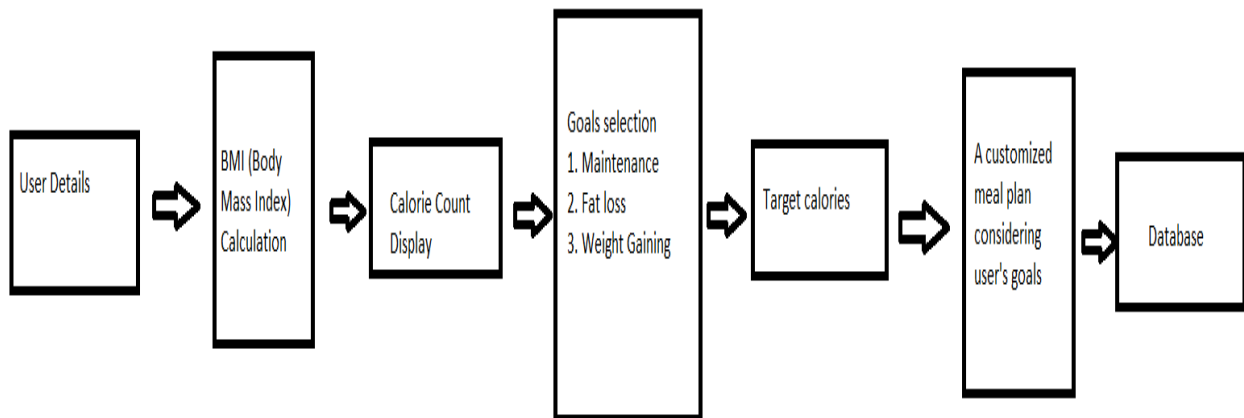 User Details
BMI (Body
Mass Index)
Calculation
Calorie Count
Display
Goals selection
1. Maintenance
2. Fat loss
3. Weight Gaining
Target calories
A customized
meal plan
considering
user's goals
Database